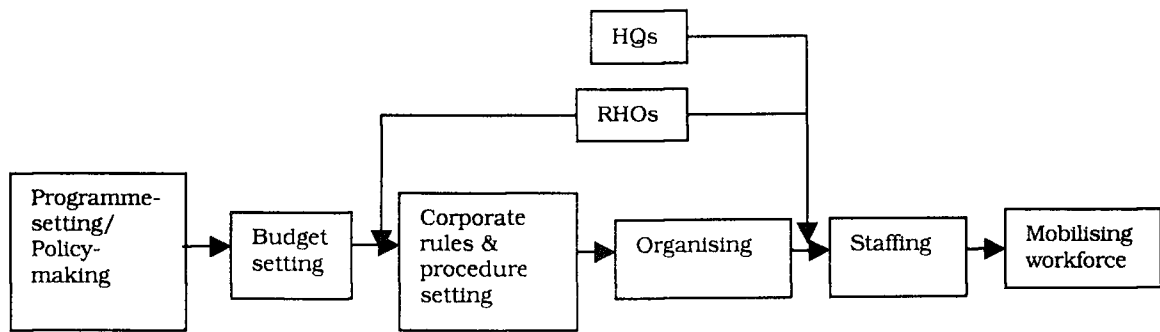 HQs
RHOs
Programme-
setting/
Policy-
making
Budget
setting
Corporate
rules &
procedure
setting
Organising
Staffing
Mobilising
workforce